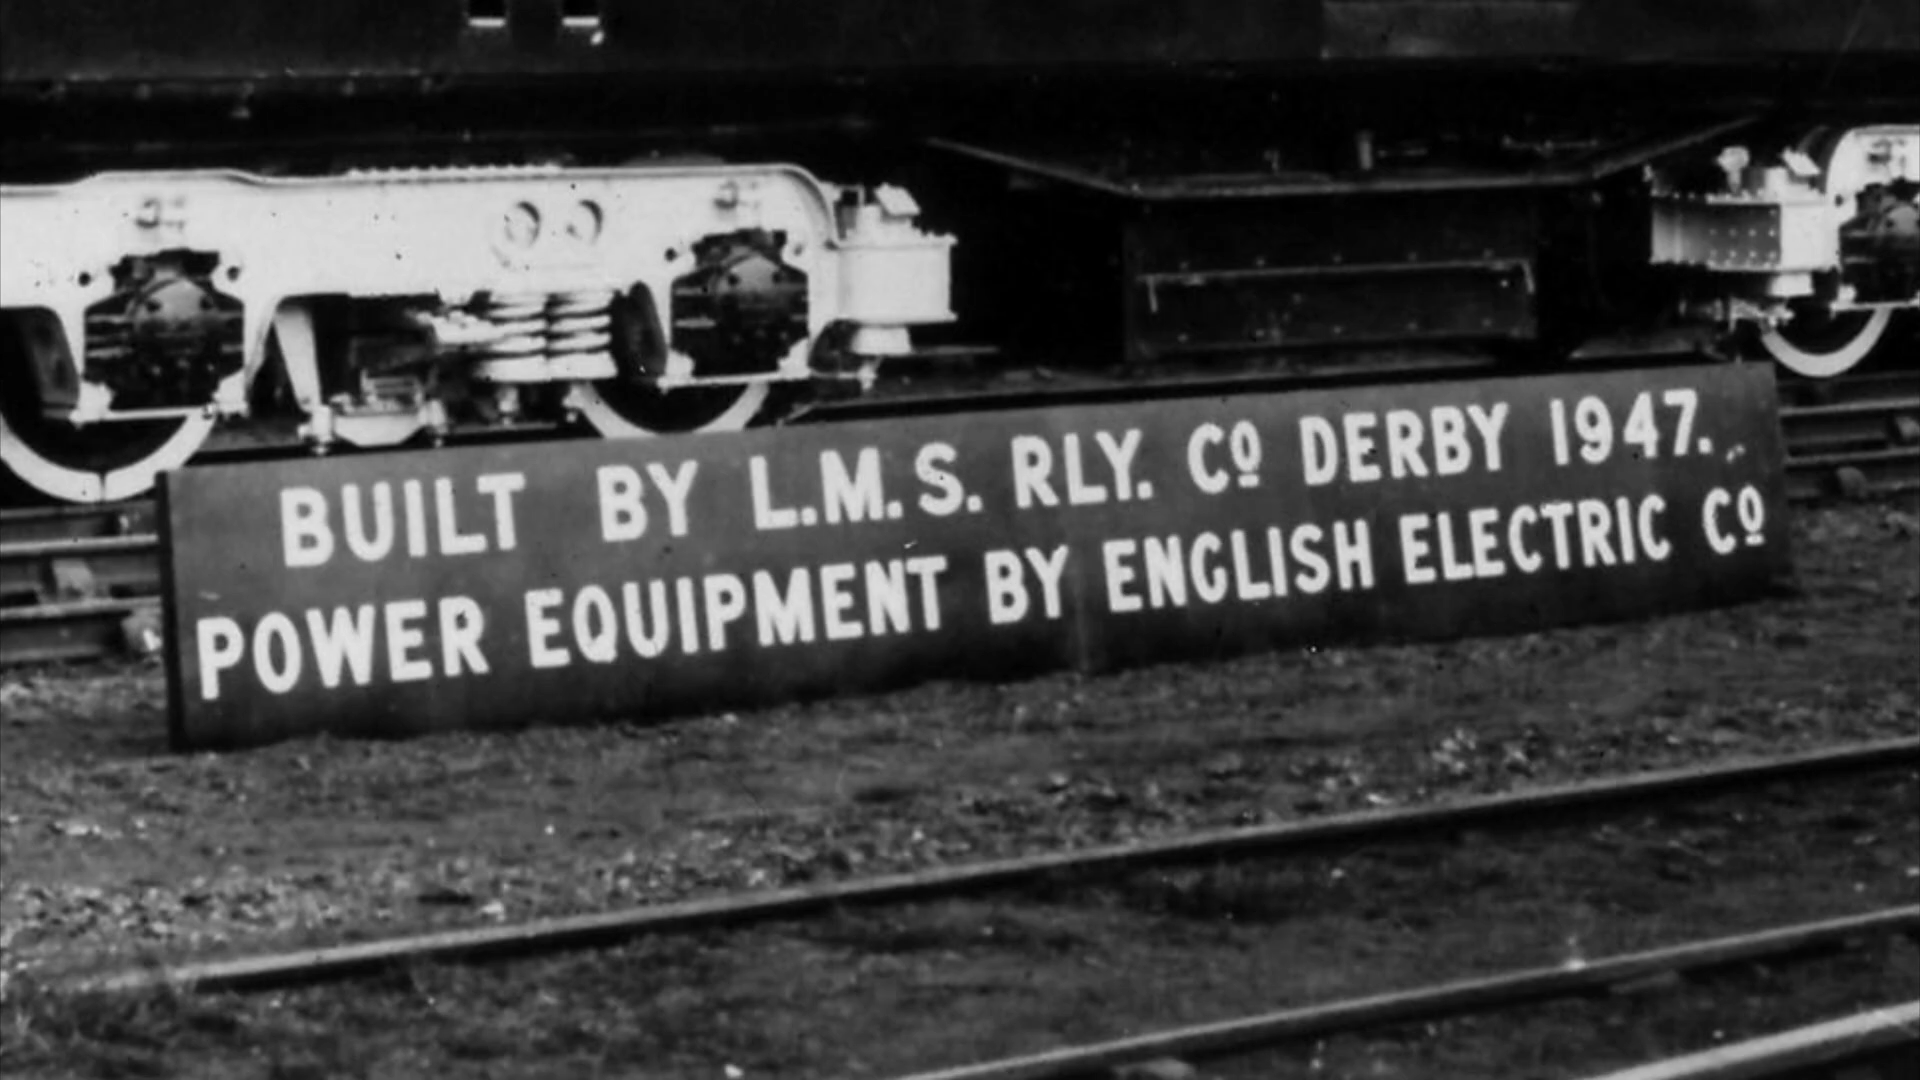 BUILT BY L.M.S. RLY. Cº DERBY 1947.
POWER EQUIPMENT BY ENGLISH ELECTRIC Cº